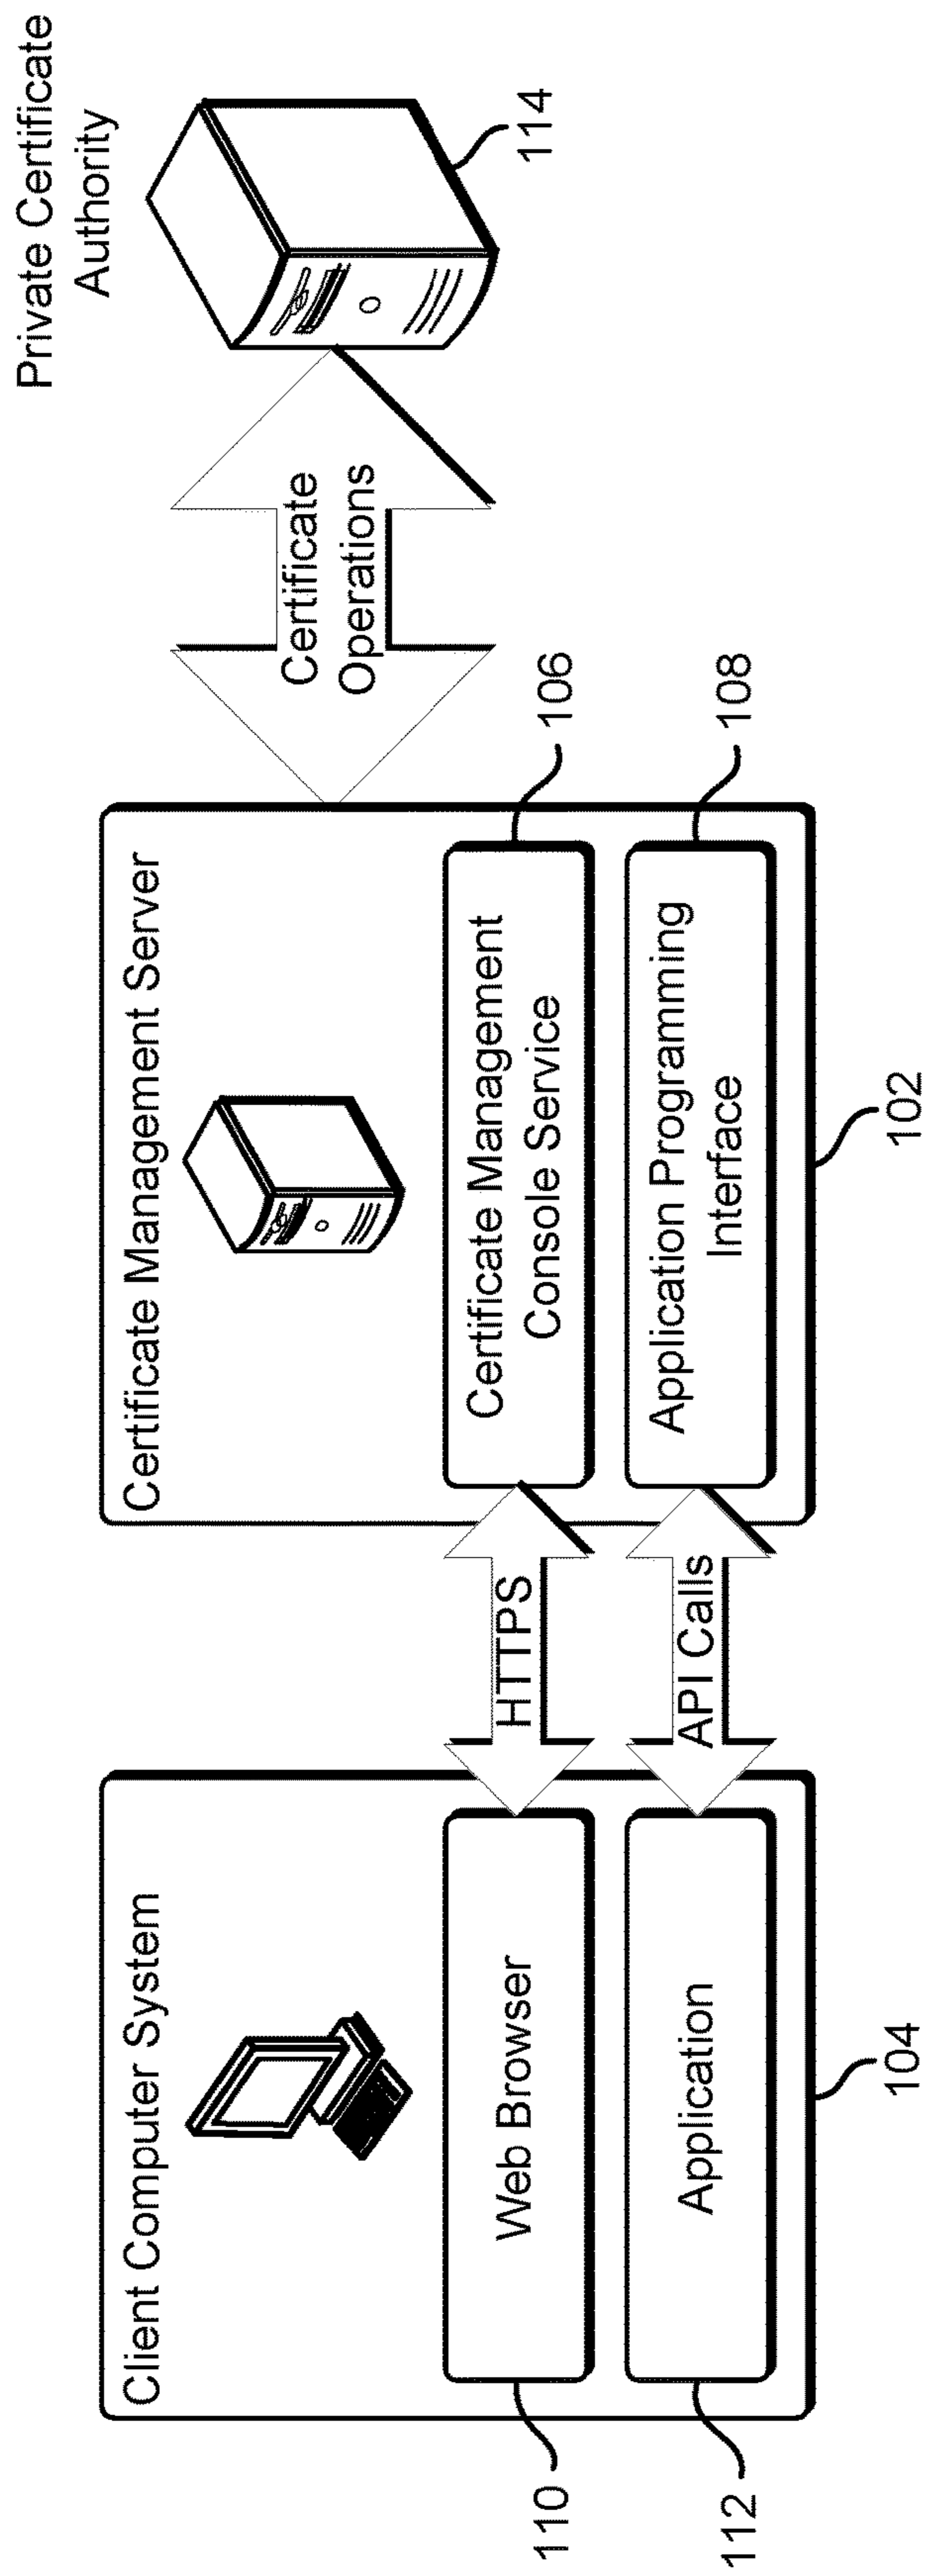 Client Computer System
Web Browser
Application
110
112
104
HTTPS
API Calls
Certificate Management Server
Certificate Management
Console Service
Application Programming
Interface
106
108
102
Certificate
Operations
Private Certificate
Authority
114